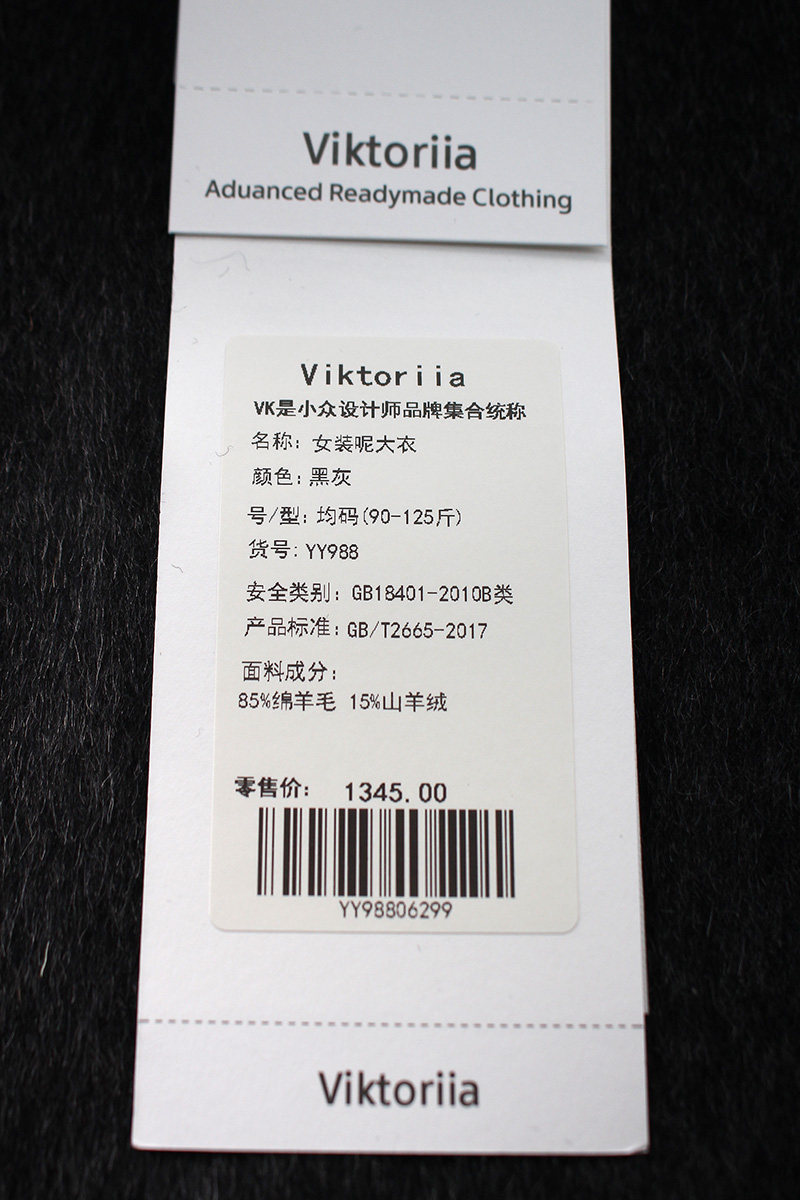 Viktoriia
Aduanced Readymade Clothing
Viktoriia
VK是小众设计师品牌集合统称
名称: 女装呢大衣
颜色: 黑灰
号/型: 均码(90-125斤)
货号: YY988
安全类别: GB18401-2010B类
产品标准: GB/T2665-2017
面料成分:
85%绵羊毛 15%山羊绒
零售价: 1345.00
YY98806299
Viktoriia